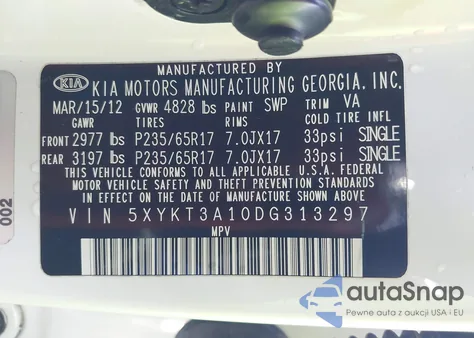 MANUFACTURED BY
KIA KIA MOTORS MANUFACTURING GEORGIA, INC.
MAR/15/12 GVWR 4828 lbs PAINT SWP TRIM VA
GAWR TIRES RIMS COLD TIRE INFL.PRES.
FRONT 2977 lbs P235/65R17 7.0JX17 33psi SINGLE
REAR 3197 lbs P235/65R17 7.0JX17 33psi SINGLE
THIS VEHICLE CONFORMS TO ALL APPLICABLE U.S.A. FEDERAL
MOTOR VEHICLE SAFETY STANDARDS IN EFFECT ON THE
DATE OF MANUFACTURE SHOWN ABOVE.
VIN 5XYKT3A10DG313297
MPV
002
autaSnap
Pewne auta z aukcji USA i EU